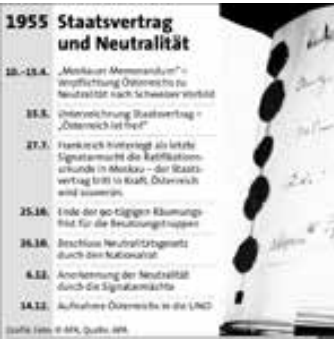 1955 Staatsvertrag
und Neutralität
10.–15.4. „Moskauer Memorandum“ =
Verpflichtung Österreichs zu
Neutralität nach Schweizer Vorbild
15.5. Unterzeichnung Staatsvertrag =
„Österreich ist frei!“
27.7. Frankreich hinterlegt als letzte
Signatarmacht die Ratifikations-
urkunde in Moskau – der Staats-
vertrag tritt in Kraft, Österreich
wird souverän.
25.10. Ende der 90-tägigen Räumungs-
frist für die Besatzungstruppen
26.10. Beschluss Neutralitätsgesetz
durch den Nationalrat
6.12. Anerkennung der Neutralität
durch die Signatarmächte
14.12. Aufnahme Österreichs in die UNO
Grafik: © APA, Quelle: APA